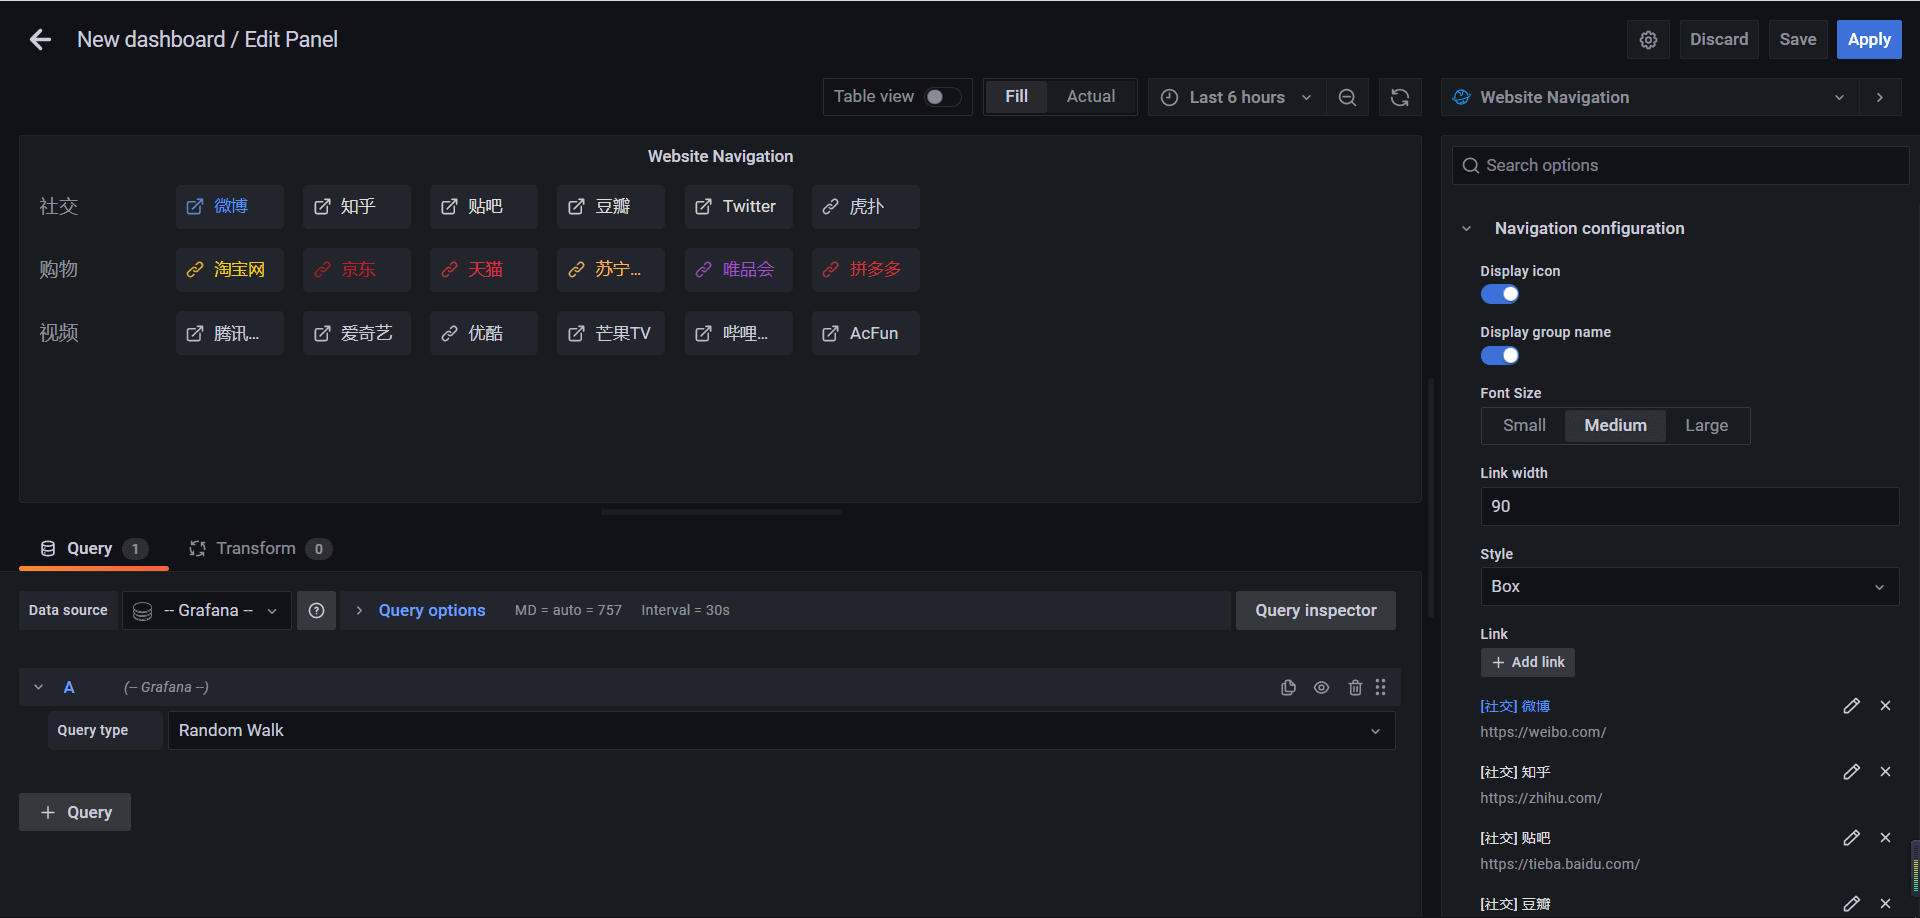 New dashboard / Edit Panel
Discard
Save
Apply
Table view
Fill
Actual
Last 6 hours
Website Navigation
Website Navigation
社交
微博
知乎
贴吧
豆瓣
Twitter
虎扑
购物
淘宝网
京东
天猫
苏宁...
唯品会
拼多多
视频
腾讯...
爱奇艺
优酷
芒果TV
哔哩...
AcFun
Query 1
Transform 0
Data source
-- Grafana --
Query options
MD = auto = 757
Interval = 30s
Query inspector
A
(-- Grafana --)
Query type
Random Walk
Query
Search options
Navigation configuration
Display icon
Display group name
Font Size
Small
Medium
Large
Link width
90
Style
Box
Link
Add link
[社交] 微博
https://weibo.com/
[社交] 知乎
https://zhihu.com/
[社交] 贴吧
https://tieba.baidu.com/
[社交] 豆瓣